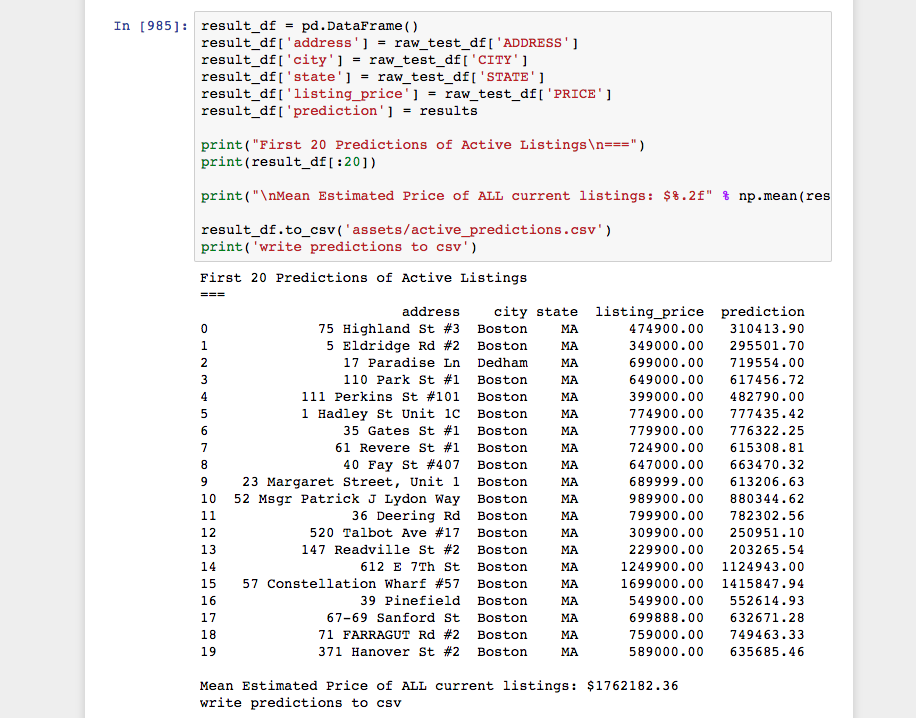 In [985]: result_df = pd.DataFrame()
result_df['address'] = raw_test_df['ADDRESS']
result_df['city'] = raw_test_df['CITY']
result_df['state'] = raw_test_df['STATE']
result_df['listing_price'] = raw_test_df['PRICE']
result_df['prediction'] = results
print("First 20 Predictions of Active Listings\n===")
print(result_df[:20])
print("\nMean Estimated Price of ALL current listings: $%.2f" % np.mean(res
result_df.to_csv('assets/active_predictions.csv')
print('write predictions to csv')
First 20 Predictions of Active Listings
===
address city state listing_price prediction
0 75 Highland St #3 Boston MA 474900.00 310413.90
1 5 Eldridge Rd #2 Boston MA 349000.00 295501.70
2 17 Paradise Ln Dedham MA 699000.00 719554.00
3 110 Park St #1 Boston MA 649000.00 617456.72
4 111 Perkins St #101 Boston MA 399000.00 482790.00
5 1 Hadley St Unit 1C Boston MA 774900.00 777435.42
6 35 Gates St #1 Boston MA 779900.00 776322.25
7 61 Revere St #1 Boston MA 724900.00 615308.81
8 40 Fay St #407 Boston MA 647000.00 663470.32
9 23 Margaret Street, Unit 1 Boston MA 689999.00 613206.63
10 52 Msgr Patrick J Lydon Way Boston MA 989900.00 880344.62
11 36 Deering Rd Boston MA 799900.00 782302.56
12 520 Talbot Ave #17 Boston MA 309900.00 250951.10
13 147 Readville St #2 Boston MA 229900.00 203265.54
14 612 E 7Th St Boston MA 1249900.00 1124943.00
15 57 Constellation Wharf #57 Boston MA 1699000.00 1415847.94
16 39 Pinefield Boston MA 549900.00 552614.93
17 67-69 Sanford St Boston MA 699888.00 632671.28
18 71 FARRAGUT Rd #2 Boston MA 759000.00 749463.33
19 371 Hanover St #2 Boston MA 589000.00 635685.46
Mean Estimated Price of ALL current listings: $1762182.36
write predictions to csv